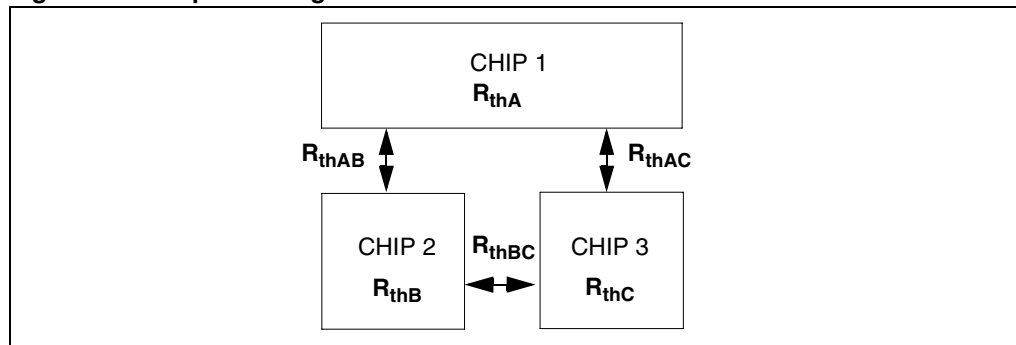 CHIP 1
RthA
RthAB
RthAC
CHIP 2
RthBC
CHIP 3
RthB
RthC